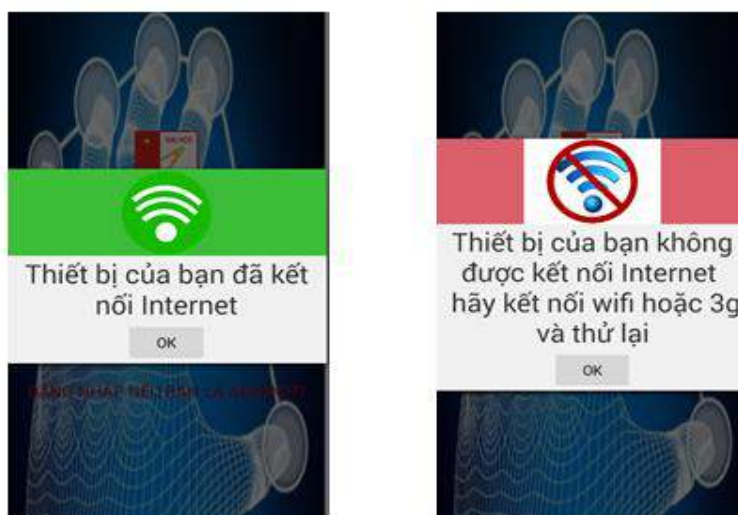 Thiết bị của bạn đã kết
nối Internet
OK
Thiết bị của bạn không
được kết nối Internet
hãy kết nối wifi hoặc 3g
và thử lại
OK